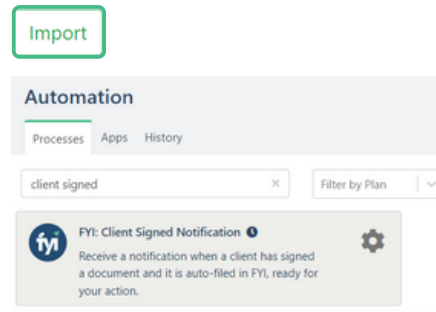 Import
Automation
Processes Apps History
client signed × Filter by Plan
fyi FYI: Client Signed Notification
Receive a notification when a client has signed
a document and it is auto-filed in FYI, ready for
your action.